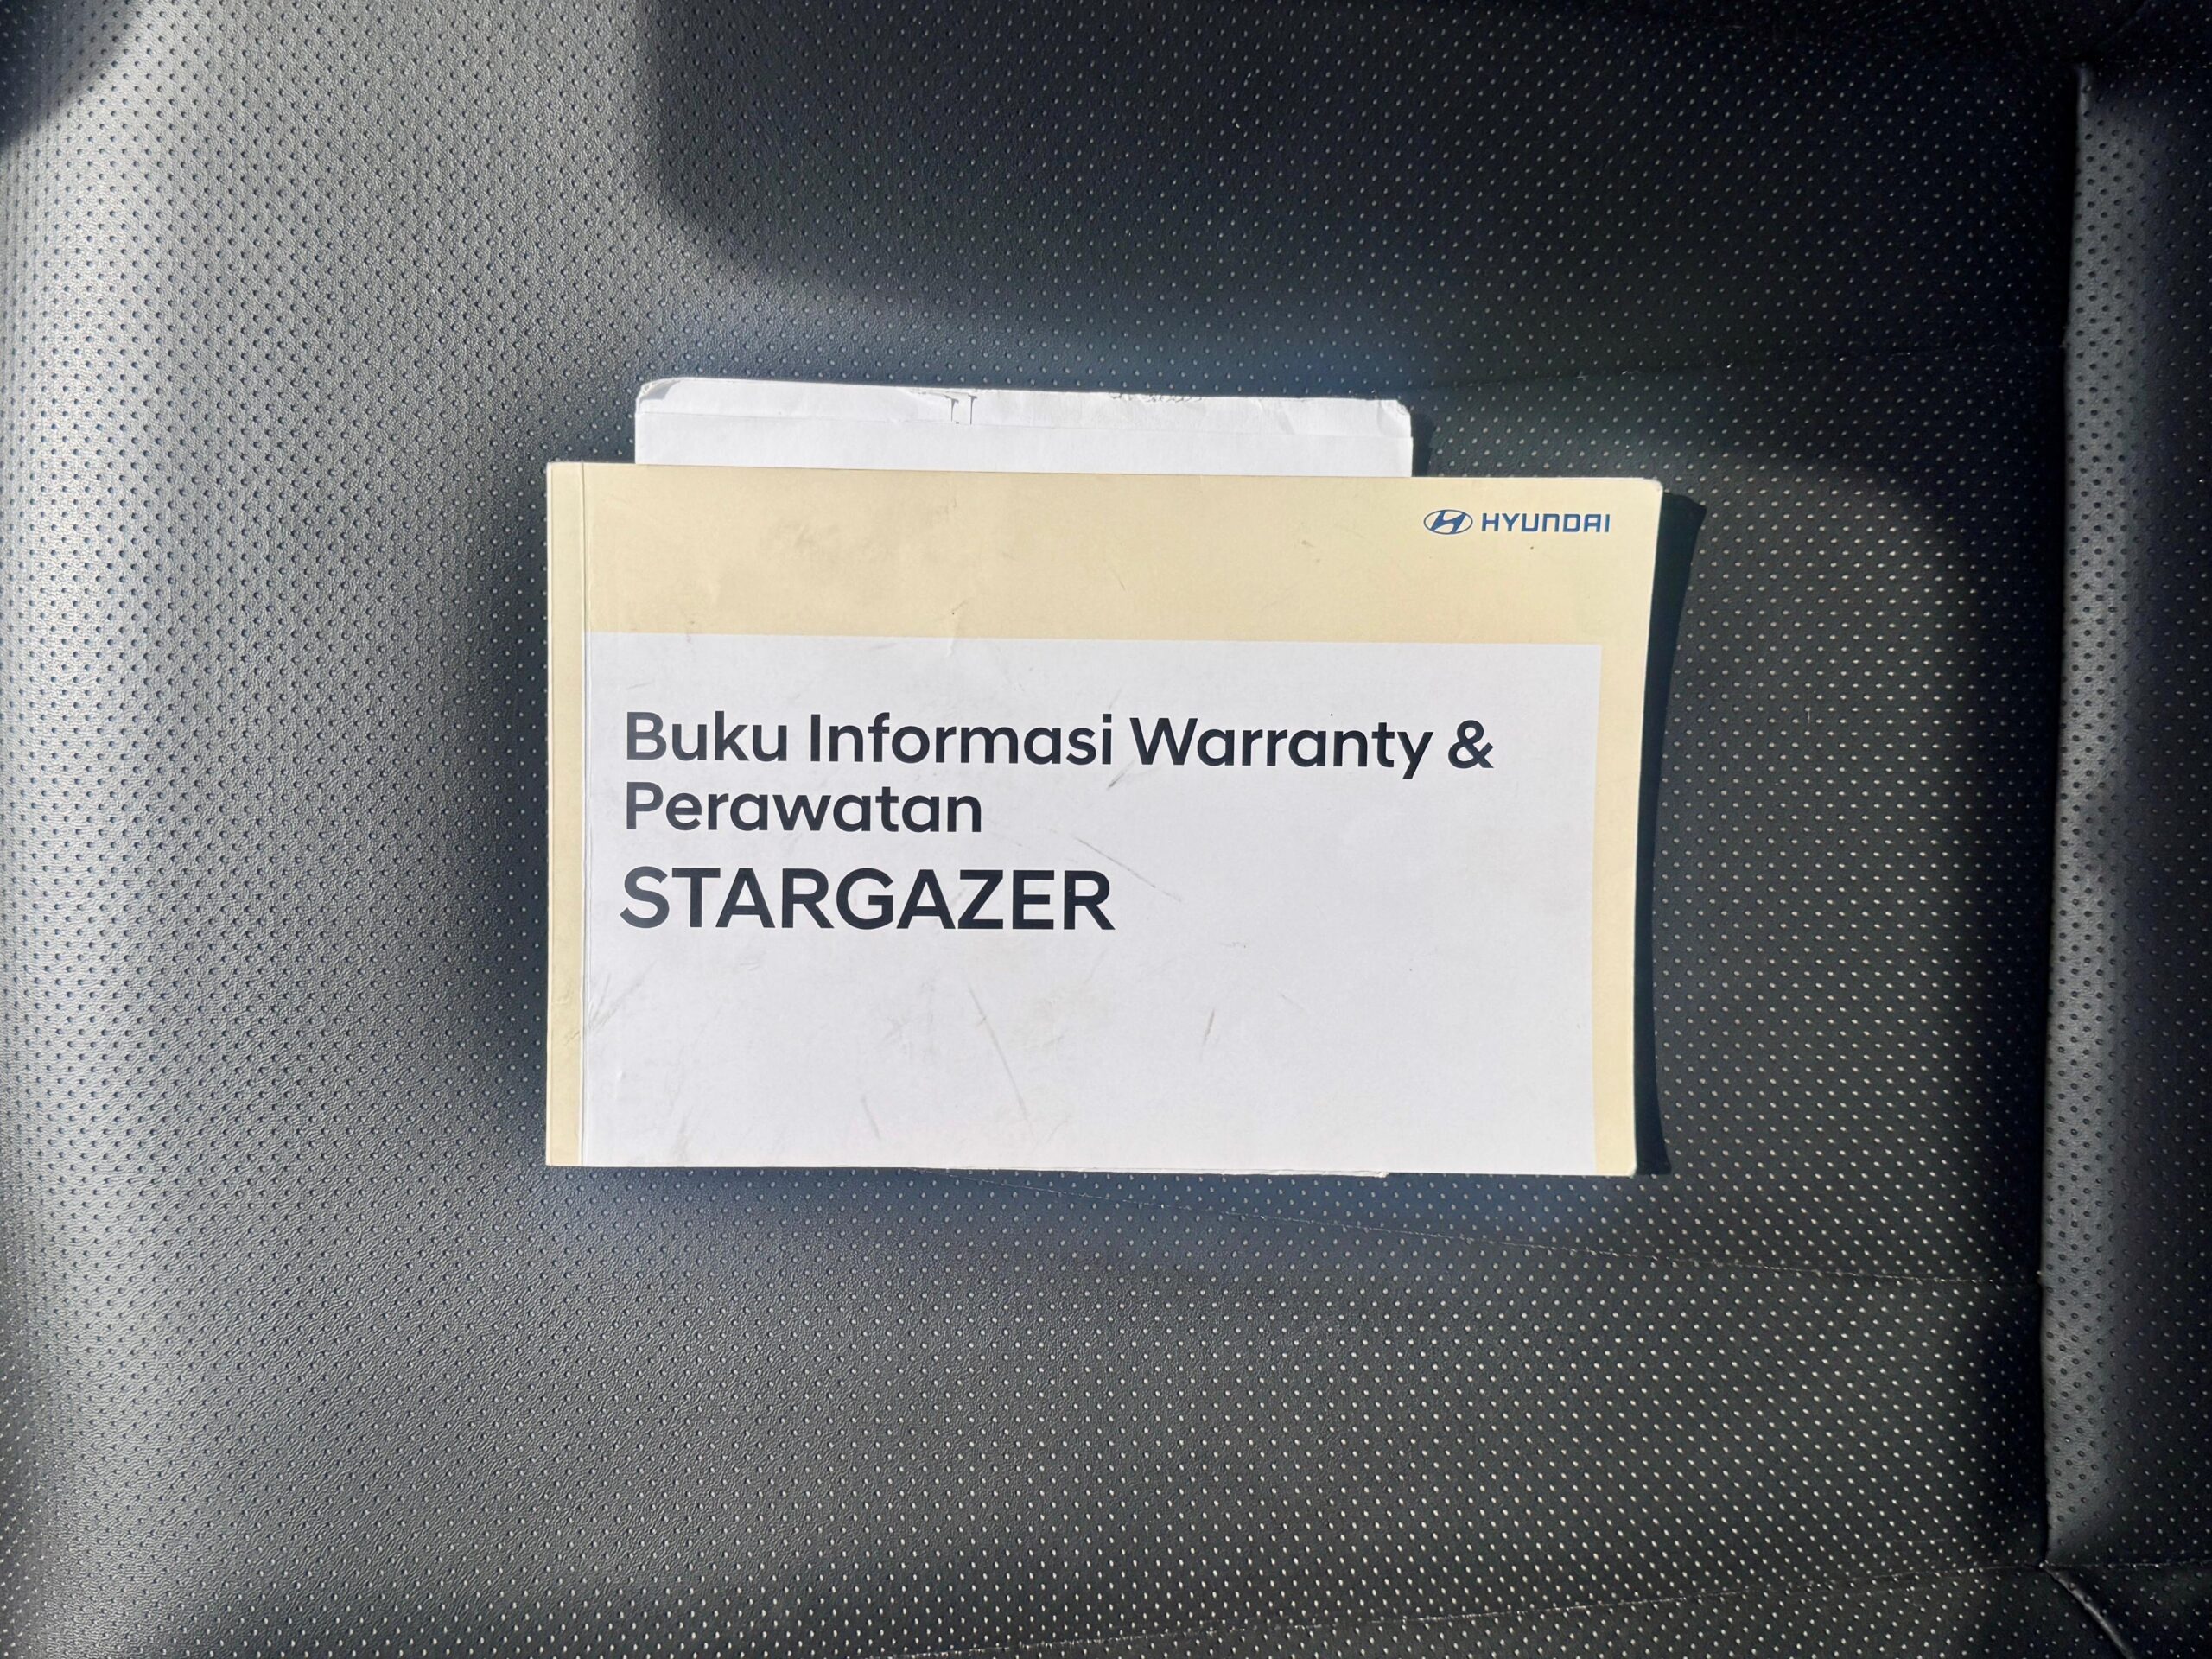 HYUNDAI
Buku Informasi Warranty &
Perawatan
STARGAZER